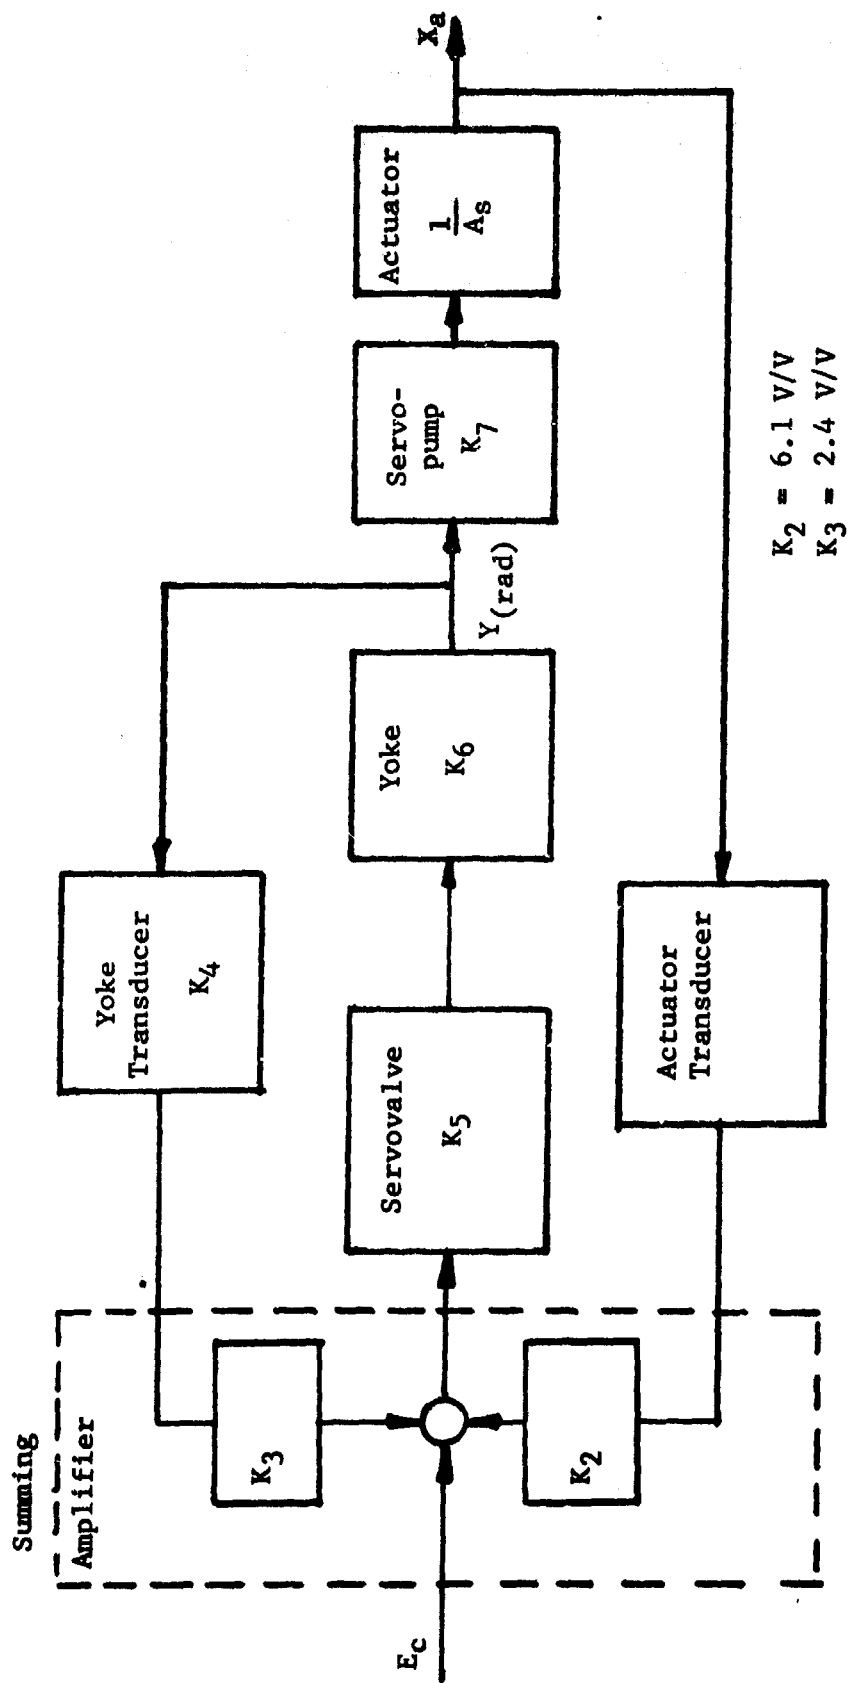 Summing
Amplifier
E_c
K_3
K_2
Yoke
Transducer
K_4
Servovalve
K_5
Yoke
K_6
Y(rad)
Servo-
pump
K_7
Actuator
1
A_s
X_a
Actuator
Transducer
K_2 = 6.1 V/V
K_3 = 2.4 V/V